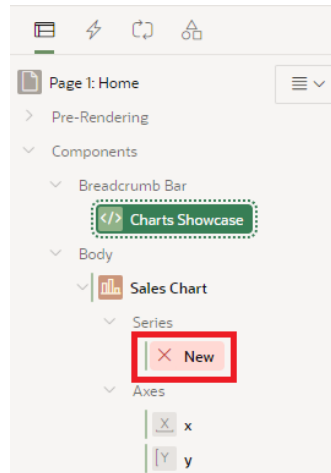 Page 1: Home
Pre-Rendering
Components
Breadcrumb Bar
</> Charts Showcase
Body
Sales Chart
Series
New
Axes
X x
Y y